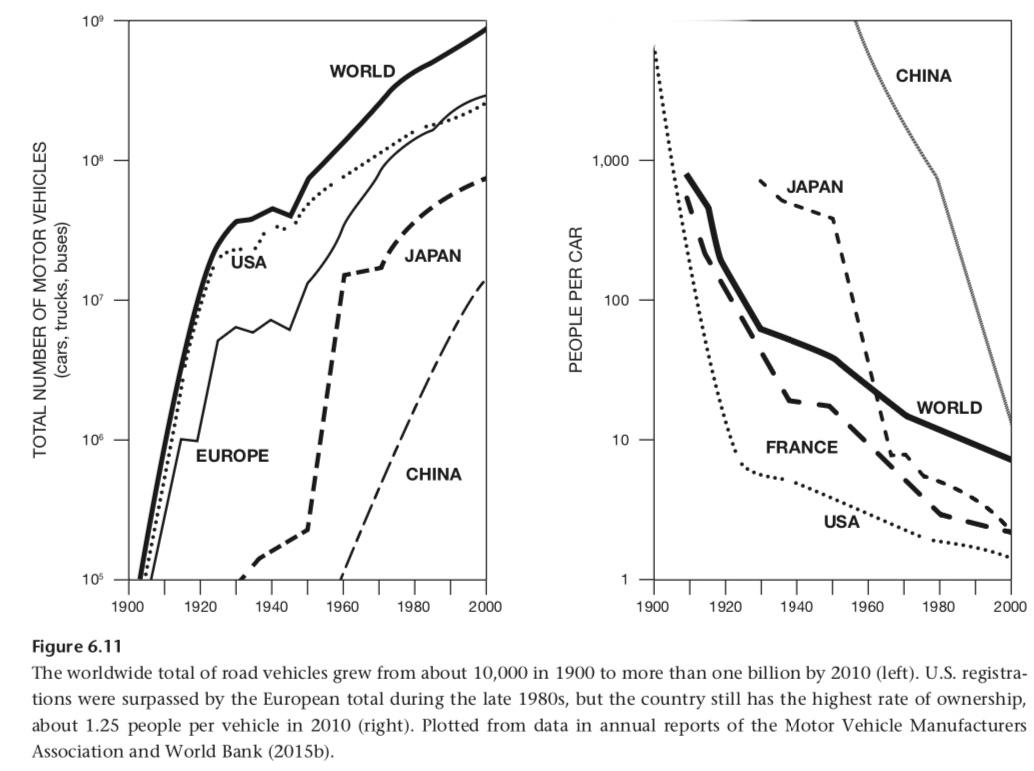 TOTAL NUMBER OF MOTOR VEHICLES
(cars, trucks, buses)
10⁹
10⁸
10⁷
10⁶
10⁵
WORLD
USA
JAPAN
EUROPE
CHINA
1900 1920 1940 1960 1980 2000
PEOPLE PER CAR
1,000
100
10
1
CHINA
JAPAN
WORLD
FRANCE
USA
1900 1920 1940 1960 1980 2000
Figure 6.11
The worldwide total of road vehicles grew from about 10,000 in 1900 to more than one billion by 2010 (left). U.S. registra-
tions were surpassed by the European total during the late 1980s, but the country still has the highest rate of ownership,
about 1.25 people per vehicle in 2010 (right). Plotted from data in annual reports of the Motor Vehicle Manufacturers
Association and World Bank (2015b).